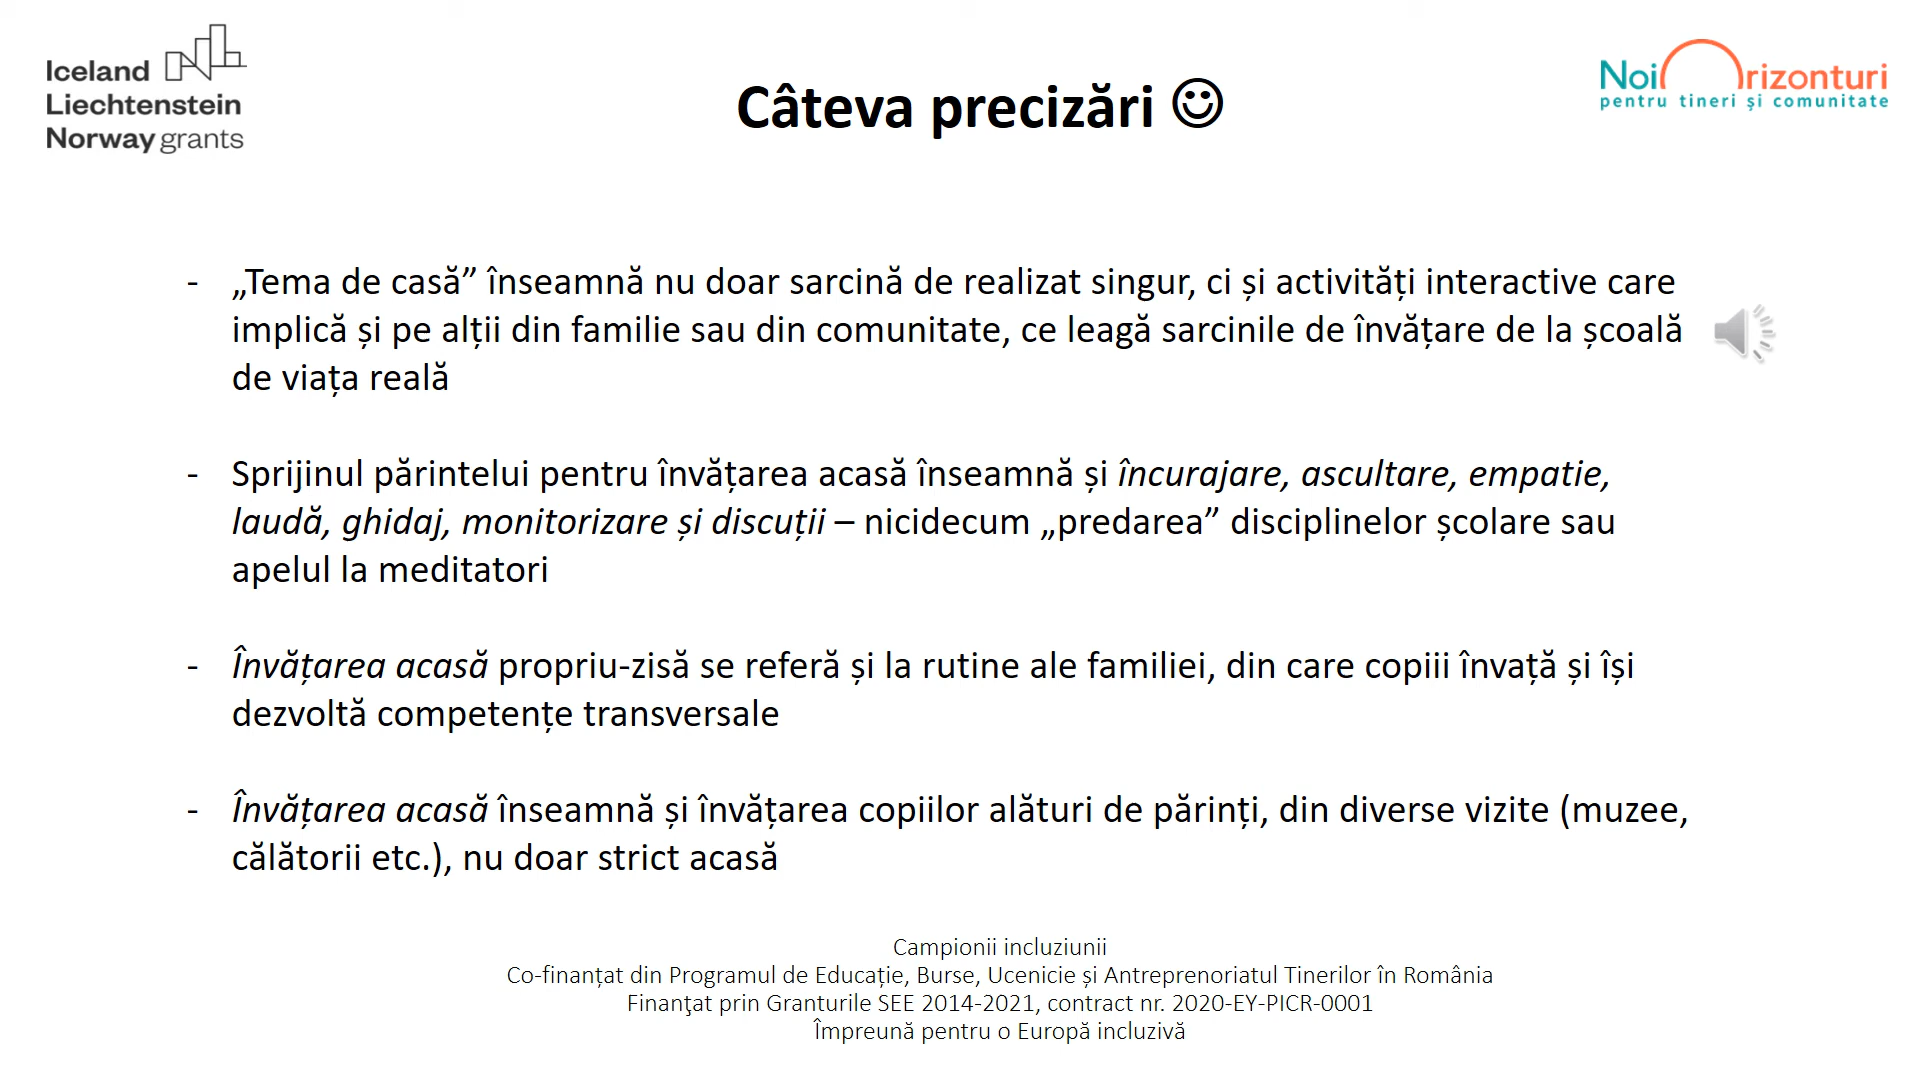 Iceland
Liechtenstein
Norway grants
Câteva precizări ☺
Noi Orizonturi
pentru tineri și comunitate
- „Tema de casă” înseamnă nu doar sarcină de realizat singur, ci și activități interactive care
implică și pe alții din familie sau din comunitate, ce leagă sarcinile de învățare de la școală
de viața reală
- Sprijinul părintelui pentru învățarea acasă înseamnă și încurajare, ascultare, empatie,
laudă, ghidaj, monitorizare și discuții – nicidecum „predarea” disciplinelor școlare sau
apelul la meditatori
- Învățarea acasă propriu-zisă se referă și la rutine ale familiei, din care copiii învață și își
dezvoltă competențe transversale
- Învățarea acasă înseamnă și învățarea copiilor alături de părinți, din diverse vizite (muzee,
călătorii etc.), nu doar strict acasă
Campionii incluziunii
Co-finanțat din Programul de Educație, Burse, Ucenicie și Antreprenoriatul Tinerilor în România
Finanţat prin Granturile SEE 2014-2021, contract nr. 2020-EY-PICR-0001
Împreună pentru o Europă incluzivă